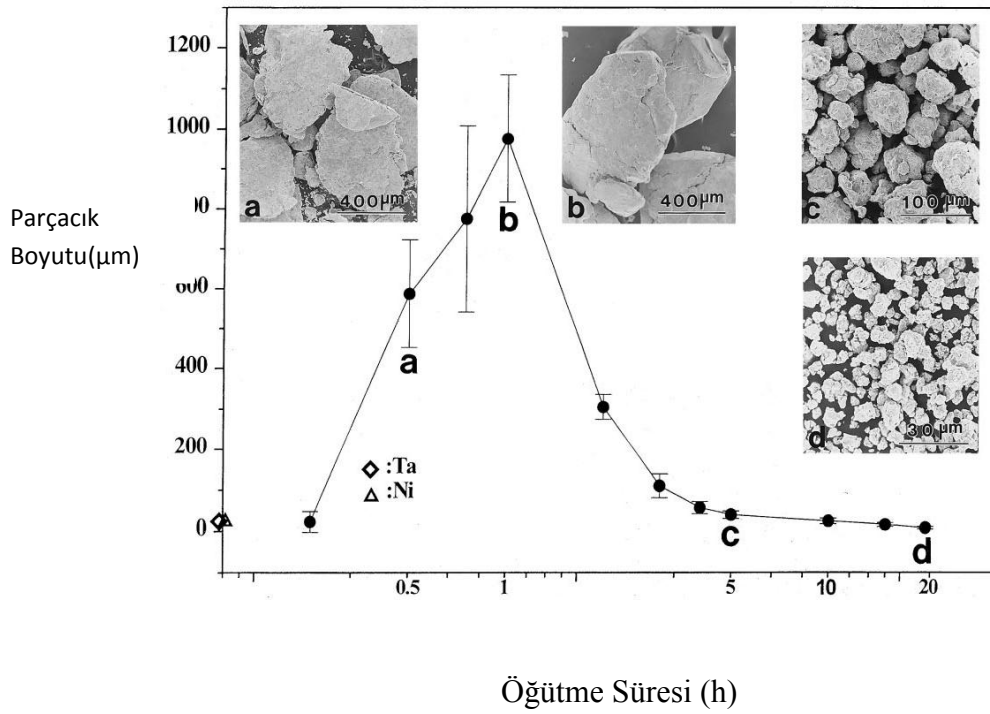 1200
1000
Parçacık
Boyutu(µm)
600
400
200
0
a
400µm
b
400µm
c
100 µm
d
30 µm
a
b
c
d
◇ :Ta
△ :Ni
0.5 1 5 10 20
Öğütme Süresi (h)